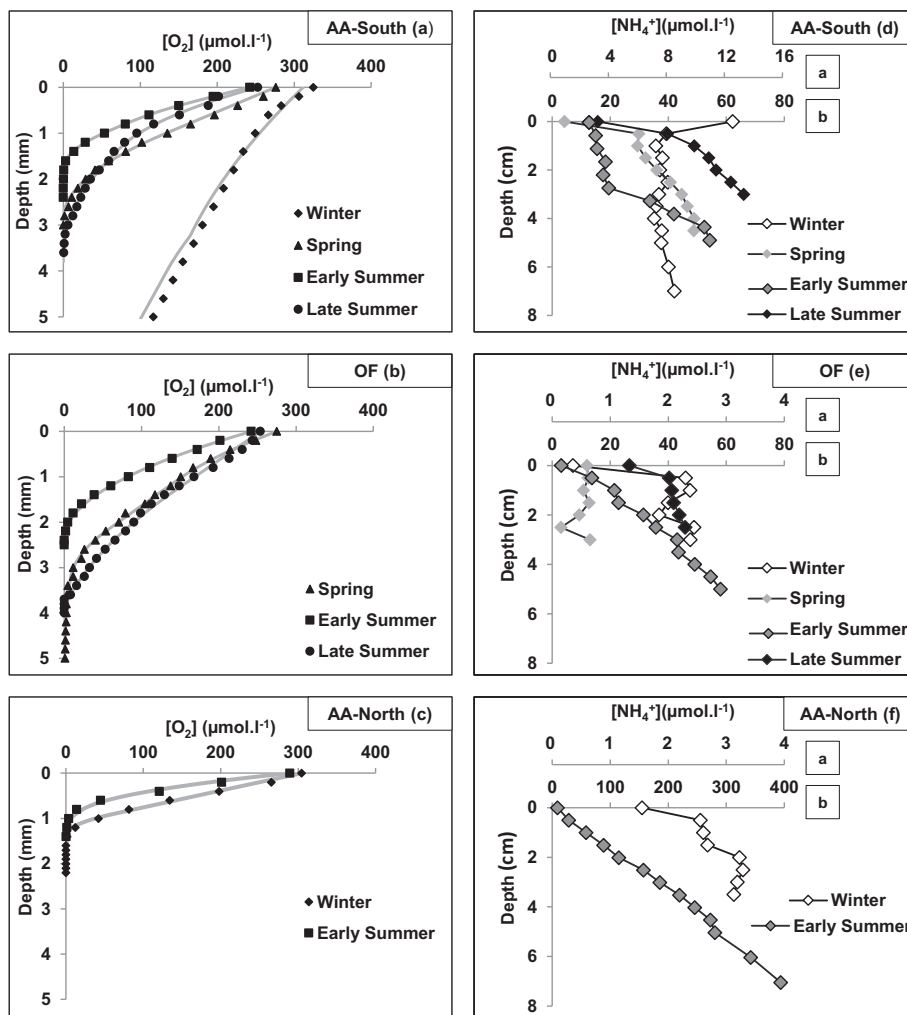 [O₂] (µmol.l⁻¹) AA-South (a)
0 100 200 300 400
0
1
2
3
4
5
Depth (mm)
Winter
Spring
Early Summer
Late Summer
[NH₄⁺](µmol.l⁻¹) AA-South (d)
0 4 8 12 16
a
0 20 40 60 80
b
0
2
4
6
8
Depth (cm)
Winter
Spring
Early Summer
Late Summer
[O₂] (µmol.l⁻¹) OF (b)
0 100 200 300 400
0
1
2
3
4
5
Depth (mm)
Spring
Early Summer
Late Summer
[NH₄⁺](µmol.l⁻¹) OF (e)
0 1 2 3 4
a
0 20 40 60 80
b
0
2
4
6
8
Depth (cm)
Winter
Spring
Early Summer
Late Summer
[O₂] (µmol.l⁻¹) AA-North (c)
0 100 200 300 400
0
1
2
3
4
5
Depth (mm)
Winter
Early Summer
[NH₄⁺](µmol.l⁻¹) AA-North (f)
0 1 2 3 4
a
0 100 200 300 400
b
0
2
4
6
8
Depth (cm)
Winter
Early Summer